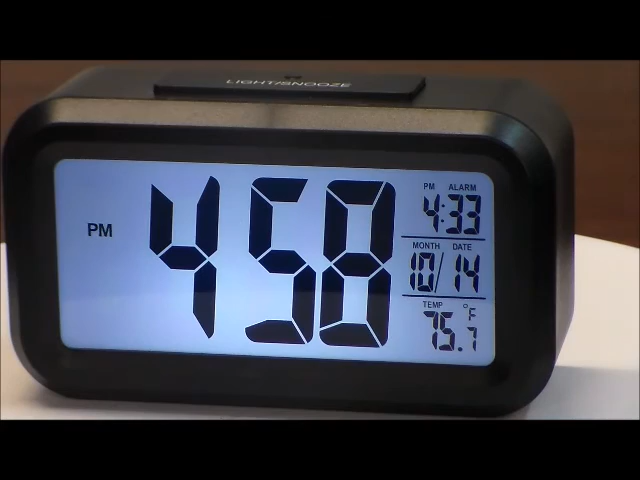 LIGHT/SNOOZE
PM 4 58
PM ALARM
4:33
MONTH DATE
10/14
TEMP °F
75.7